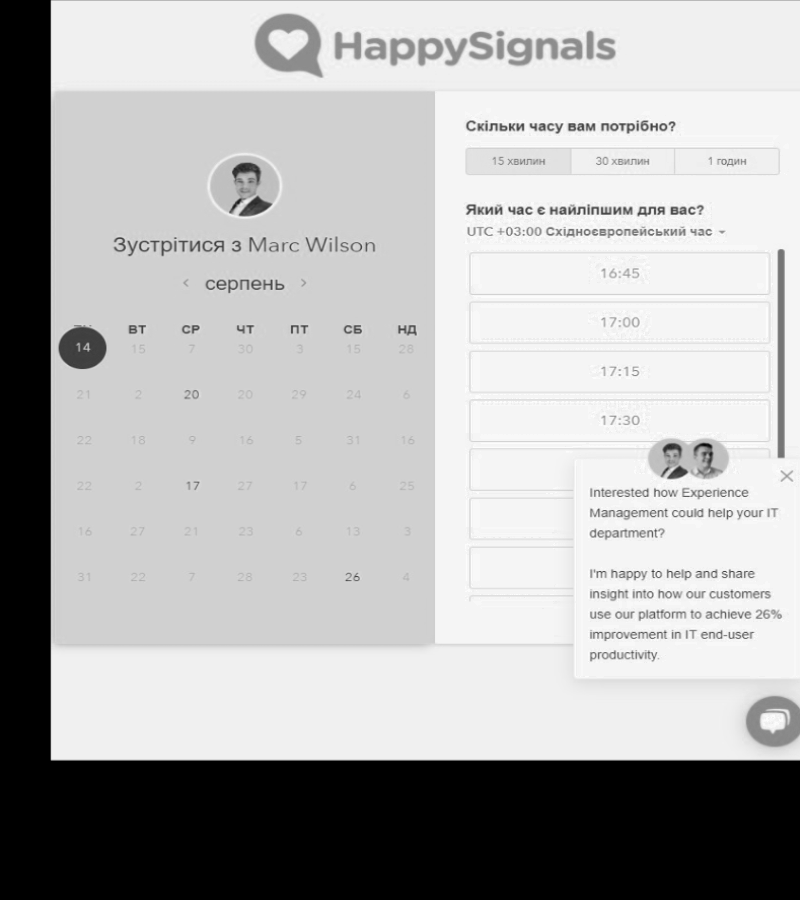 HappySignals
Зустрітися з Marc Wilson
серпень
ВТ СР ЧТ ПТ СБ НД
14 15 7 30 3 15 28
21 2 20 20 29 24 6
22 18 9 16 5 31 16
22 2 17 27 17 6 25
16 27 21 23 6 13 3
31 22 7 28 23 26 4
Скільки часу вам потрібно?
15 хвилин 30 хвилин 1 годин
Який час є найліпшим для вас?
UTC +03:00 Східноєвропейський час
16:45
17:00
17:15
17:30
Interested how Experience
Management could help your IT
department?
I'm happy to help and share
insight into how our customers
use our platform to achieve 26%
improvement in IT end-user
productivity.